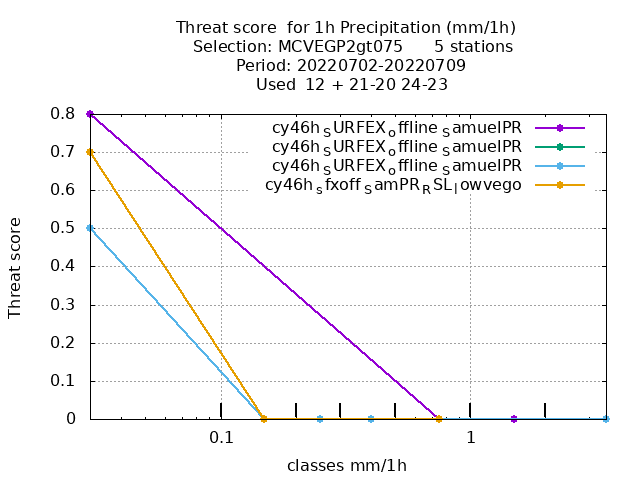 Threat score  for 1h Precipitation (mm/1h)
Selection: MCVEGP2gt075      5 stations
Period: 20220702-20220709
Used  12 + 21-20 24-23
cy46h_SURFEX_offline_SamuelPR
cy46h_SURFEX_offline_SamuelPR
cy46h_SURFEX_offline_SamuelPR
cy46h_sfxoff_SamPR_RSL_lowvego
Threat score
0.8
0.7
0.6
0.5
0.4
0.3
0.2
0.1
0
0.1 1
classes mm/1h